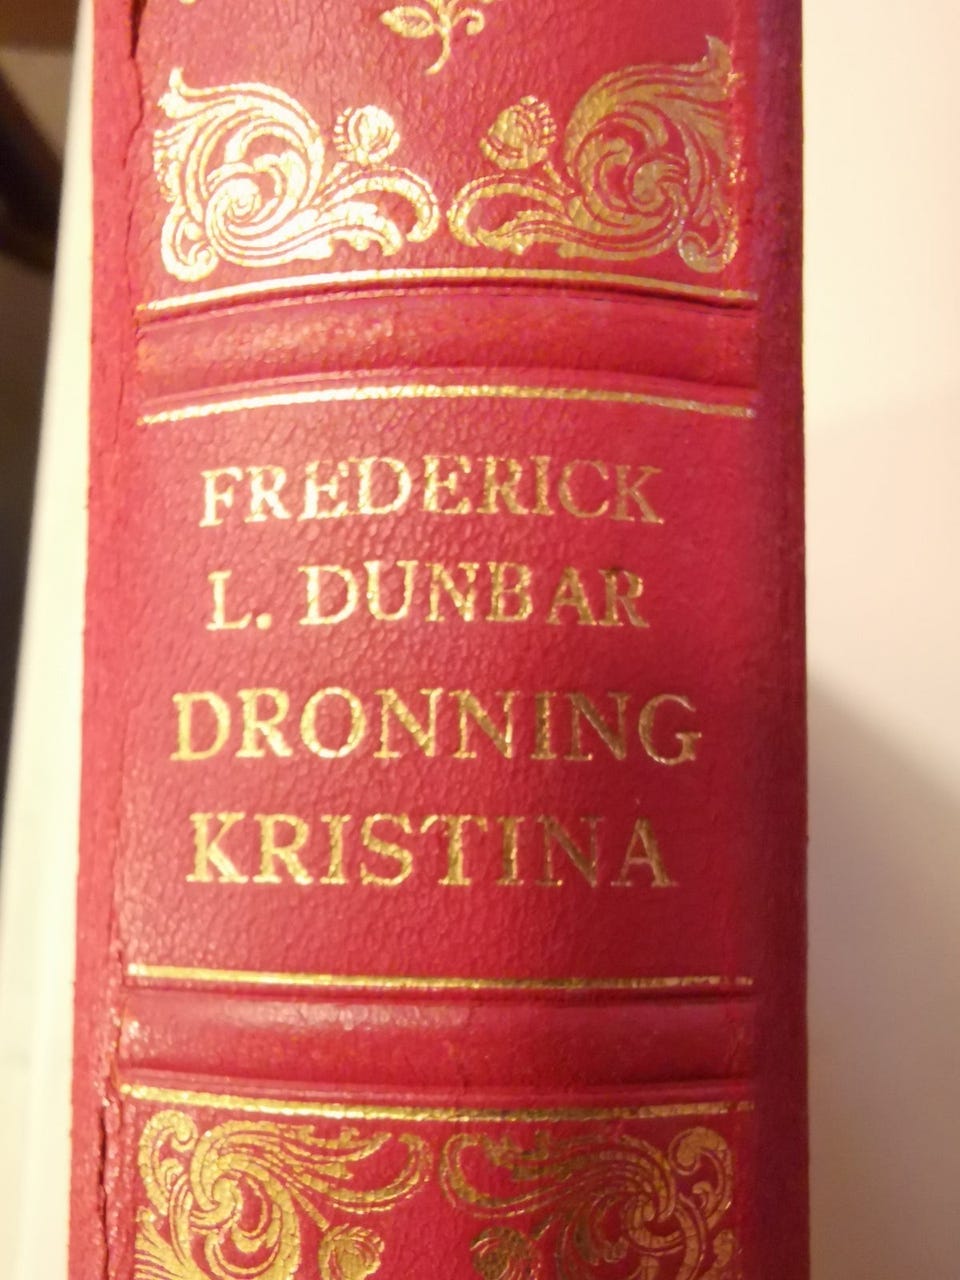 FREDERICK
L. DUNBAR
DRONNING
KRISTINA